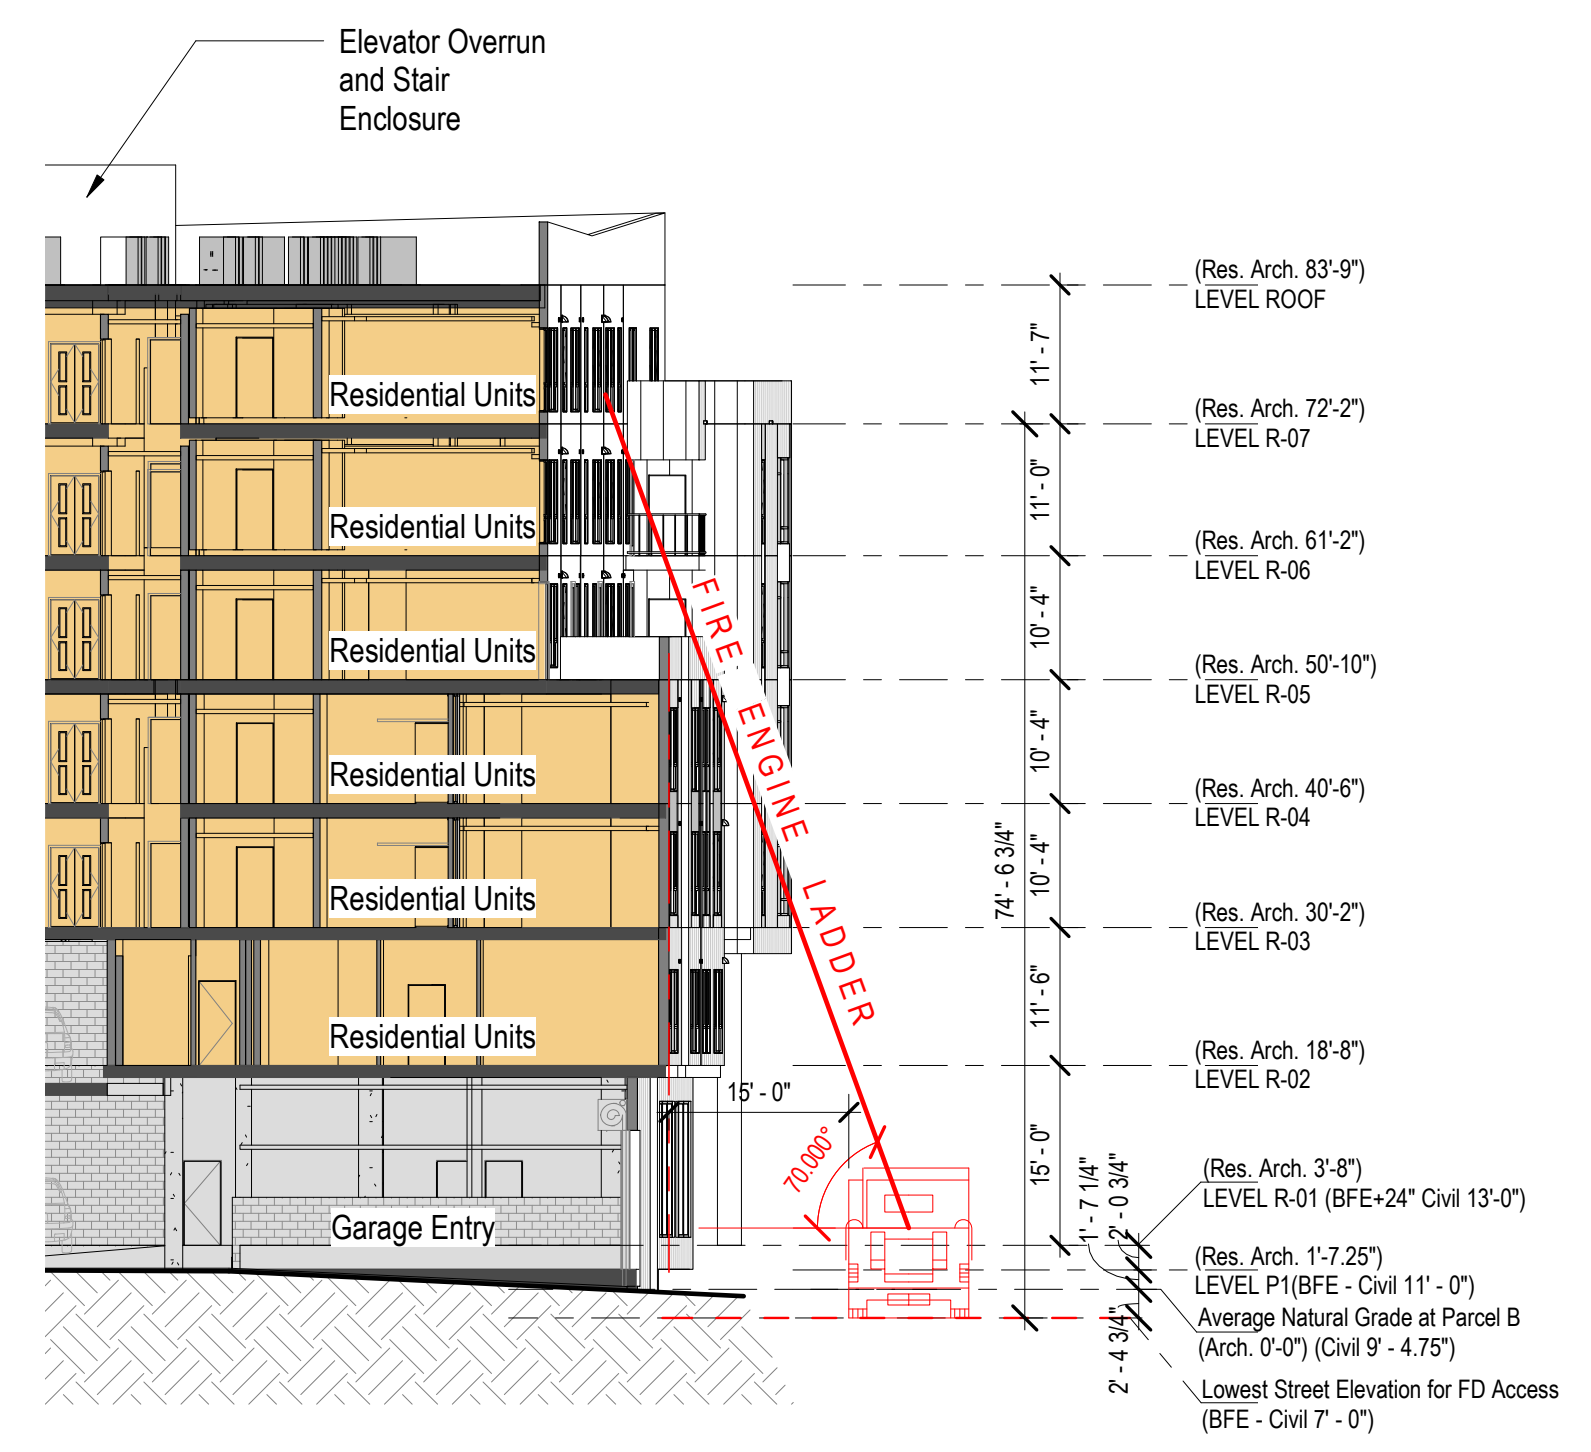 Elevator Overrun
and Stair
Enclosure
(Res. Arch. 83'-9")
LEVEL ROOF
11' - 7"
Residential Units
(Res. Arch. 72'-2")
LEVEL R-07
11' - 0"
Residential Units
(Res. Arch. 61'-2")
LEVEL R-06
10' - 4"
Residential Units
(Res. Arch. 50'-10")
LEVEL R-05
10' - 4"
Residential Units
(Res. Arch. 40'-6")
LEVEL R-04
10' - 4"
74' - 6 3/4"
Residential Units
(Res. Arch. 30'-2")
LEVEL R-03
FIRE ENGINE LADDER
11' - 6"
Residential Units
(Res. Arch. 18'-8")
LEVEL R-02
15' - 0"
70.000°
15' - 0"
1' - 7 1/4"
2' - 0 3/4"
(Res. Arch. 3'-8")
LEVEL R-01 (BFE+24" Civil 13'-0")
Garage Entry
(Res. Arch. 1'-7.25")
LEVEL P1(BFE - Civil 11' - 0")
Average Natural Grade at Parcel B
(Arch. 0'-0") (Civil 9' - 4.75")
2' - 4 3/4"
Lowest Street Elevation for FD Access
(BFE - Civil 7' - 0")